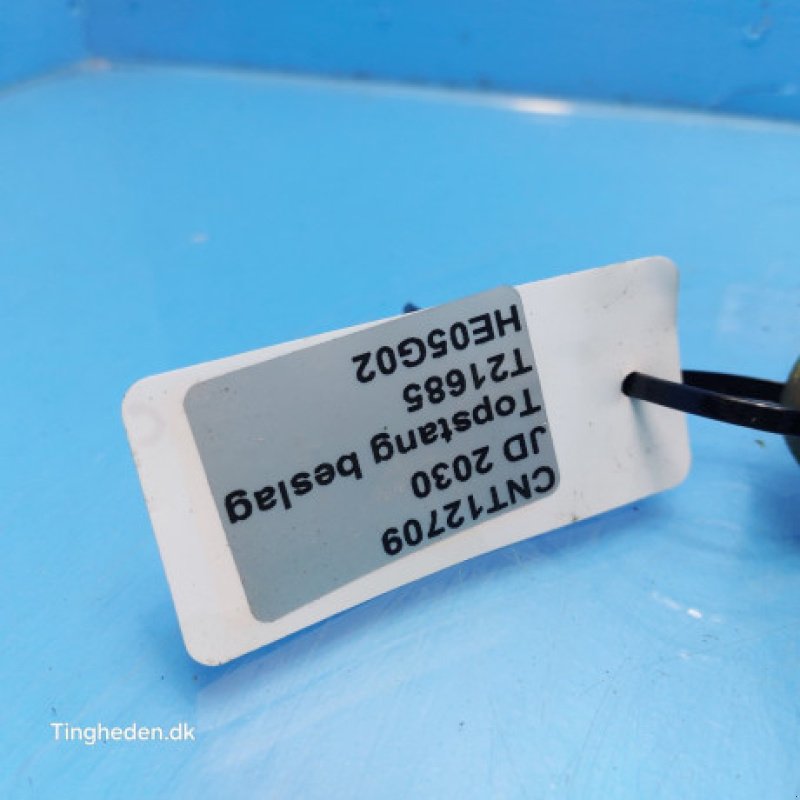 CNT12709
JD 2030
Topstang beslag
T21685
HE05G02
Tingheden.dk